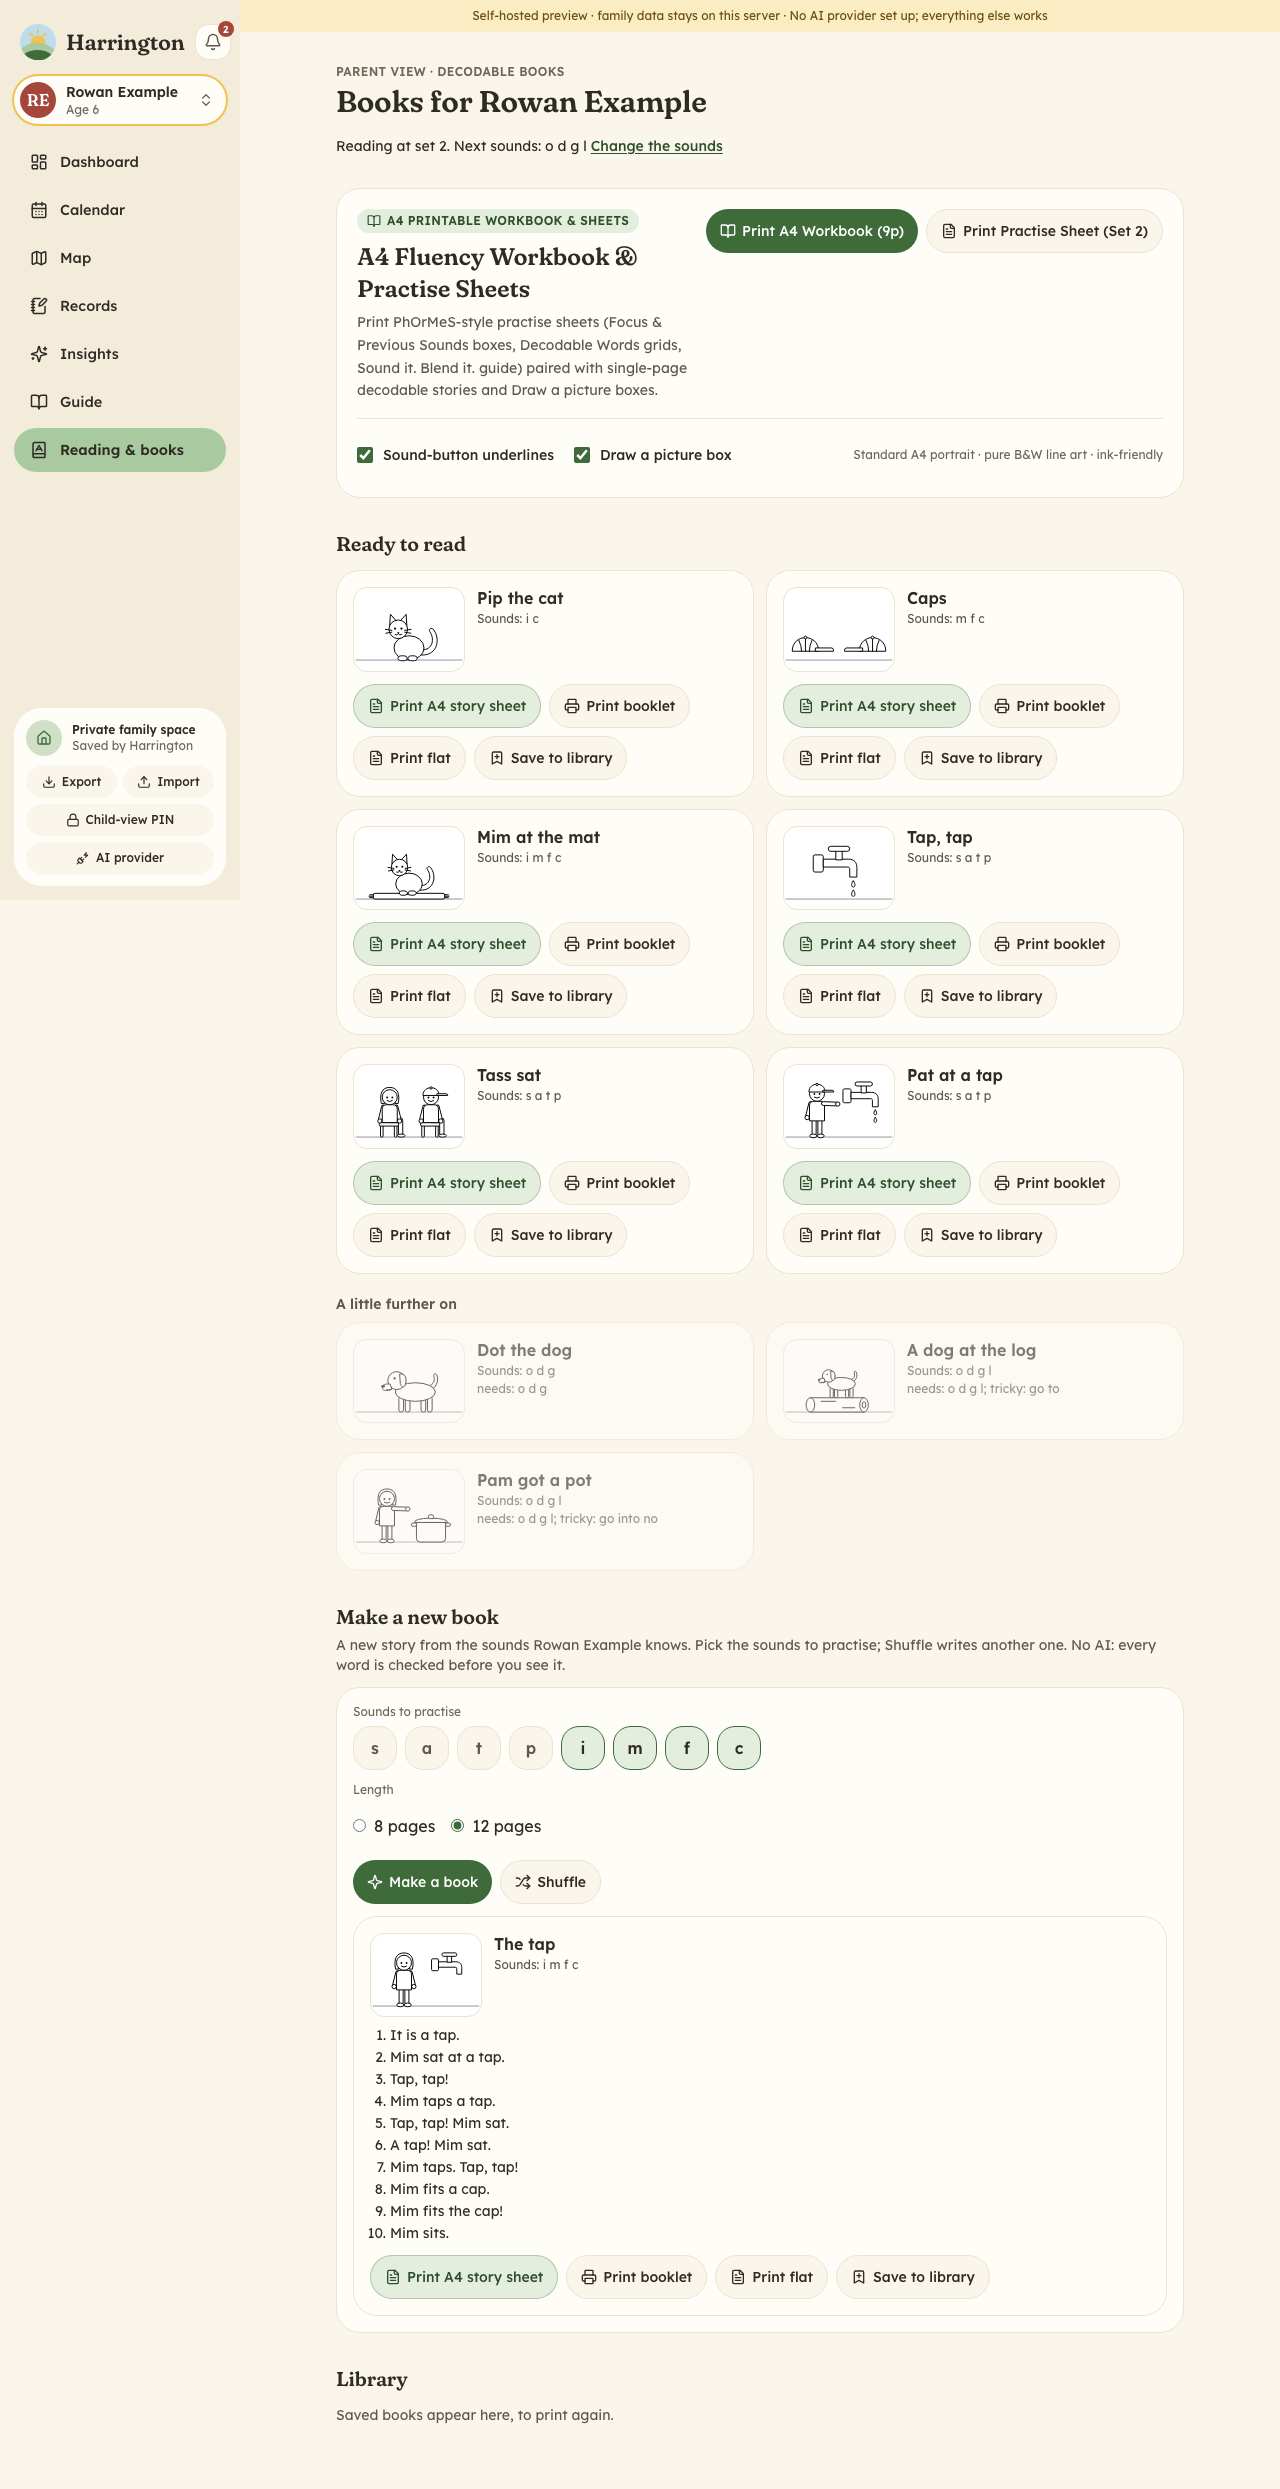 Self-hosted preview · family data stays on this server · No AI provider set up; everything else works
Harrington
2
RE
Rowan Example
Age 6
Dashboard
Calendar
Map
Records
Insights
Guide
Reading & books
Private family space
Saved by Harrington
Export
Import
Child-view PIN
AI provider
PARENT VIEW · DECODABLE BOOKS
Books for Rowan Example
Reading at set 2. Next sounds: o d g l Change the sounds
A4 PRINTABLE WORKBOOK & SHEETS
A4 Fluency Workbook &
Practise Sheets
Print PhOrMeS-style practise sheets (Focus &
Previous Sounds boxes, Decodable Words grids,
Sound it. Blend it. guide) paired with single-page
decodable stories and Draw a picture boxes.
Print A4 Workbook (9p)
Print Practise Sheet (Set 2)
Sound-button underlines
Draw a picture box
Standard A4 portrait · pure B&W line art · ink-friendly
Ready to read
Pip the cat
Sounds: i c
Print A4 story sheet
Print booklet
Print flat
Save to library
Caps
Sounds: m f c
Print A4 story sheet
Print booklet
Print flat
Save to library
Mim at the mat
Sounds: i m f c
Print A4 story sheet
Print booklet
Print flat
Save to library
Tap, tap
Sounds: s a t p
Print A4 story sheet
Print booklet
Print flat
Save to library
Tass sat
Sounds: s a t p
Print A4 story sheet
Print booklet
Print flat
Save to library
Pat at a tap
Sounds: s a t p
Print A4 story sheet
Print booklet
Print flat
Save to library
A little further on
Dot the dog
Sounds: o d g
needs: o d g
A dog at the log
Sounds: o d g l
needs: o d g l; tricky: go to
Pam got a pot
Sounds: o d g l
needs: o d g l; tricky: go into no
Make a new book
A new story from the sounds Rowan Example knows. Pick the sounds to practise; Shuffle writes another one. No AI: every
word is checked before you see it.
Sounds to practise
s a t p i m f c
Length
8 pages
12 pages
Make a book
Shuffle
The tap
Sounds: i m f c
1. It is a tap.
2. Mim sat at a tap.
3. Tap, tap!
4. Mim taps a tap.
5. Tap, tap! Mim sat.
6. A tap! Mim sat.
7. Mim taps. Tap, tap!
8. Mim fits a cap.
9. Mim fits the cap!
10. Mim sits.
Print A4 story sheet
Print booklet
Print flat
Save to library
Library
Saved books appear here, to print again.